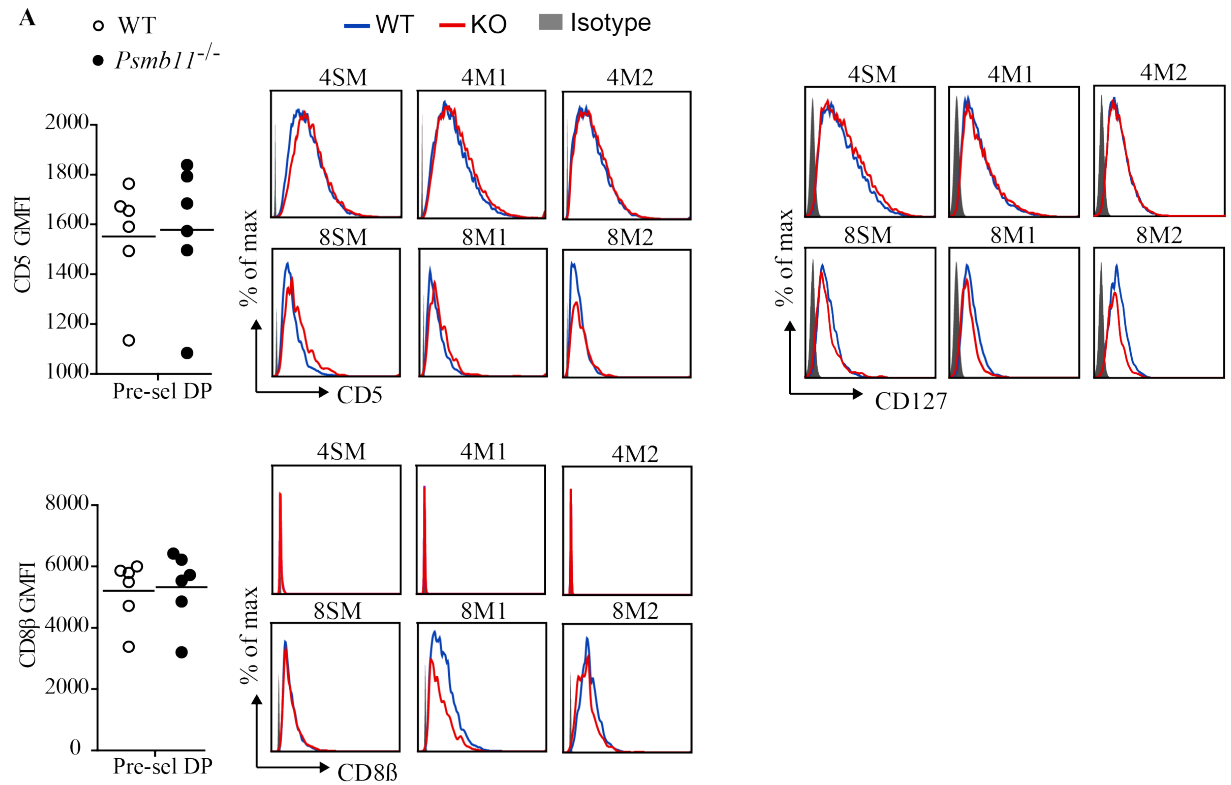 A
WT
Psmb11-/-
WT KO Isotype
CD5 GMFI
2000
1800
1600
1400
1200
1000
Pre-sel DP
4SM 4M1 4M2
8SM 8M1 8M2
% of max
CD5
4SM 4M1 4M2
8SM 8M1 8M2
% of max
CD127
CD8β GMFI
8000
6000
4000
2000
0
Pre-sel DP
4SM 4M1 4M2
8SM 8M1 8M2
% of max
CD8ß